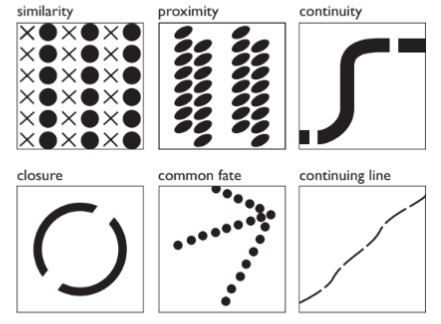 similarity
proximity
continuity
closure
common fate
continuing line